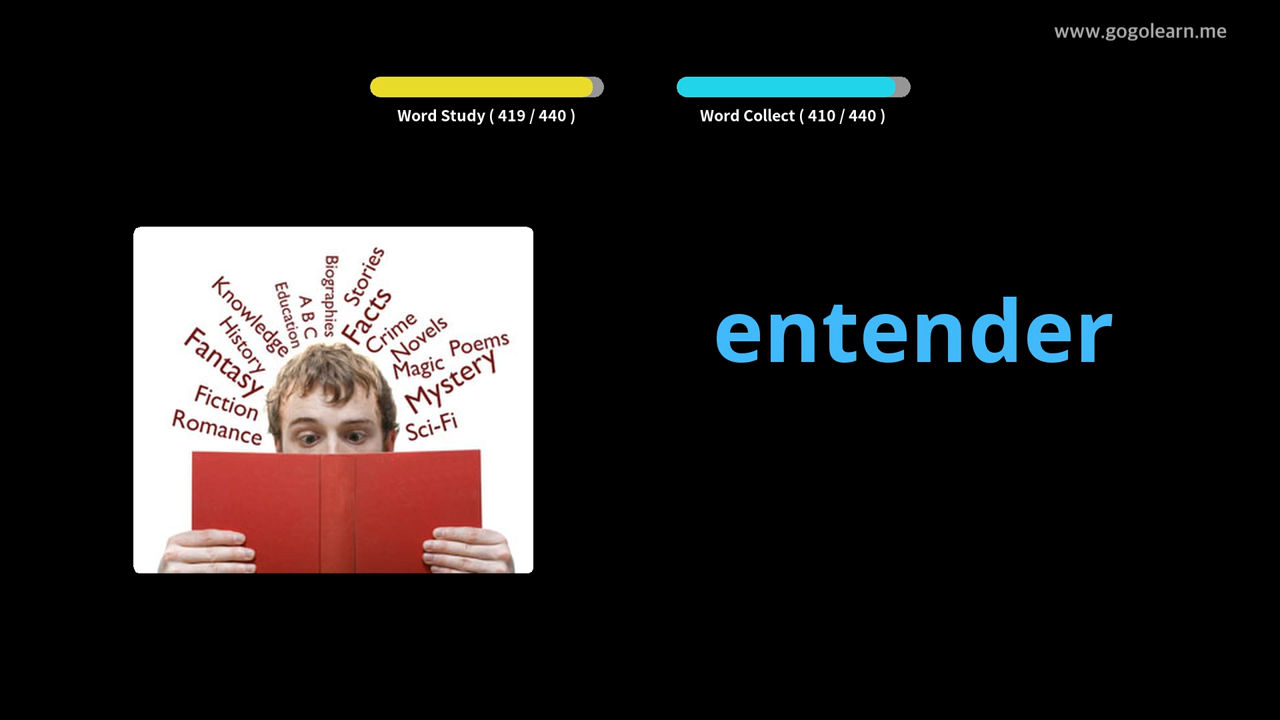 www.gogolearn.me
Word Study ( 419 / 440 )
Word Collect ( 410 / 440 )
Stories
Biographies
Facts
Education
A B C
Knowledge
Crime
Novels
History
Poems
Fantasy
Magic
Mystery
Fiction
Sci-Fi
Romance
entender